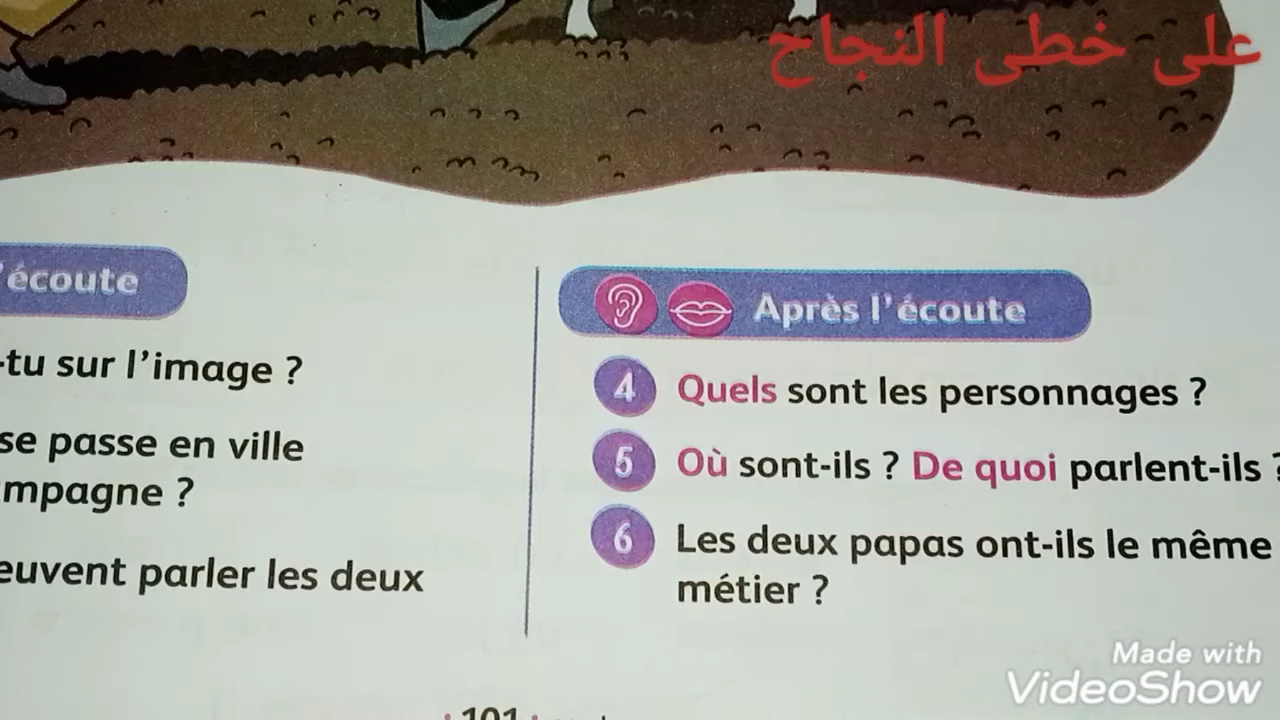 على خطى النجاح
'écoute
-tu sur l'image ?
se passe en ville
mpagne ?
euvent parler les deux
Après l'écoute
4 Quels sont les personnages ?
5 Où sont-ils ? De quoi parlent-ils ?
6 Les deux papas ont-ils le même
métier ?
101
Made with
VideoShow